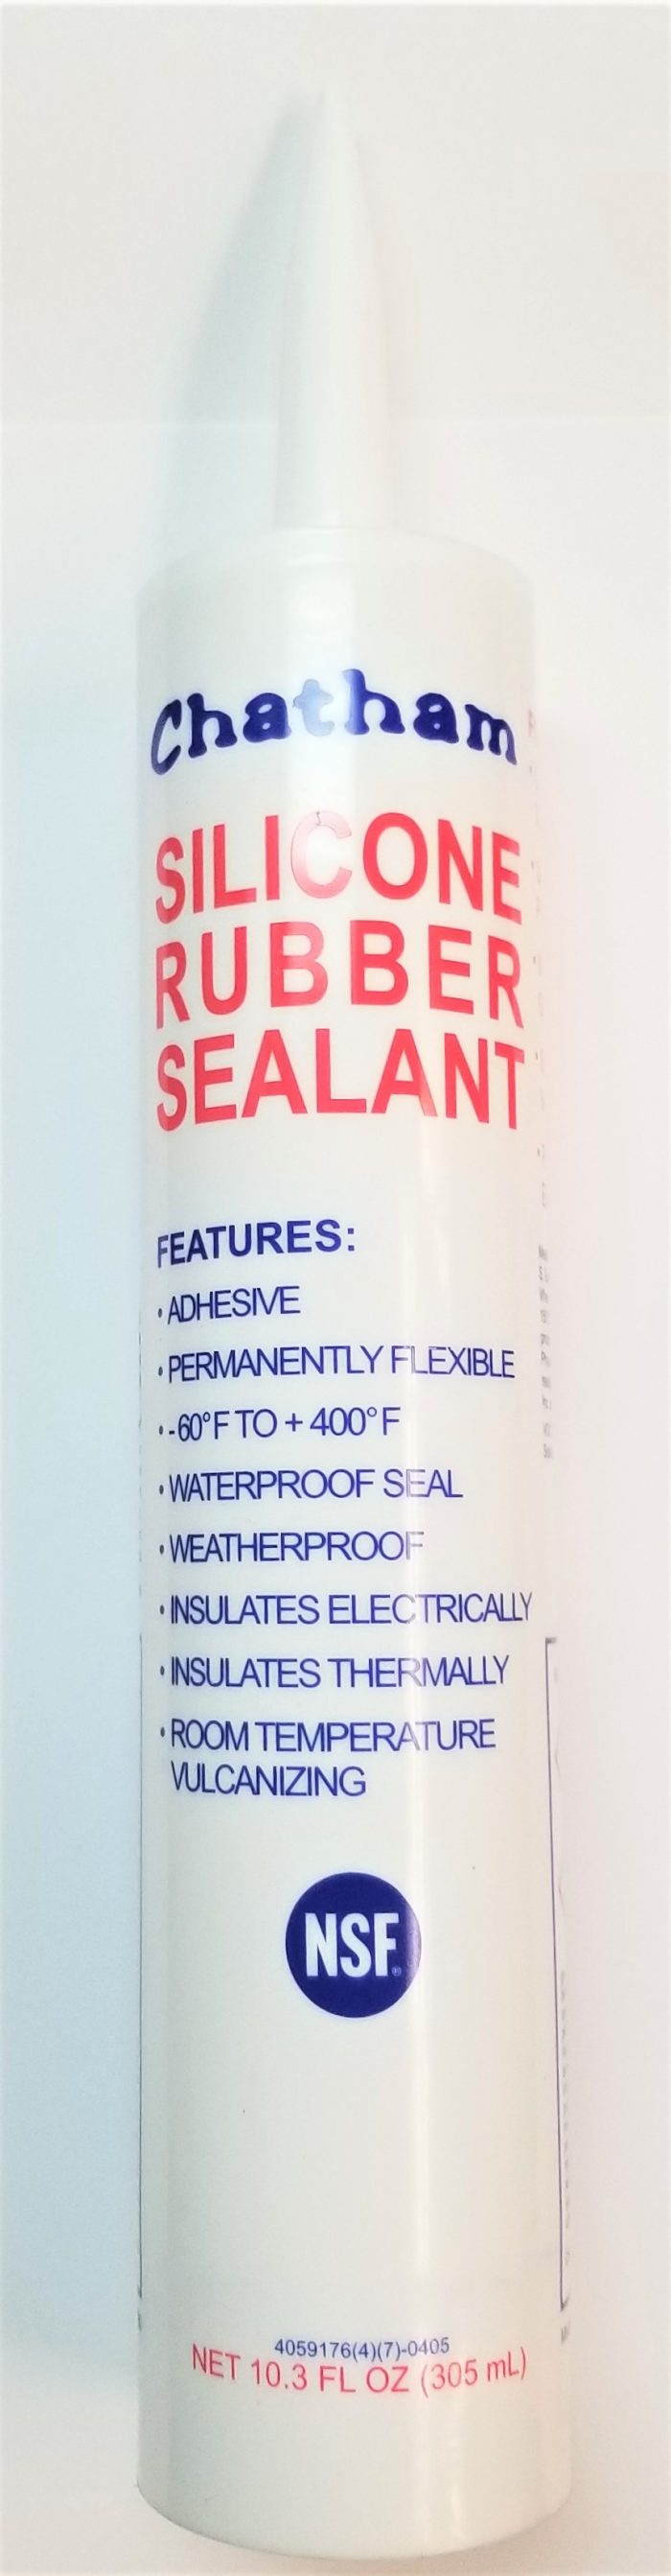 Chatham
SILICONE
RUBBER
SEALANT
FEATURES:
• ADHESIVE
• PERMANENTLY FLEXIBLE
• -60°F TO + 400°F
• WATERPROOF SEAL
• WEATHERPROOF
• INSULATES ELECTRICALLY
• INSULATES THERMALLY
• ROOM TEMPERATURE
VULCANIZING
NSF®
4059176(4)(7)-0405
NET 10.3 FL OZ (305 mL)